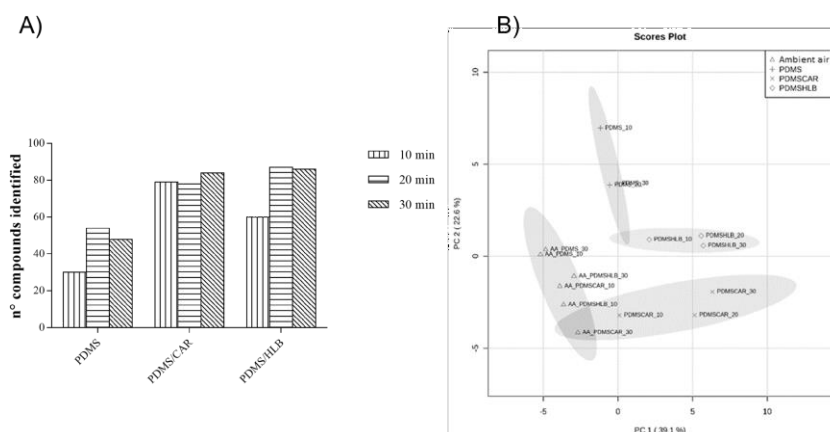 A)
n° compounds identified
100
80
60
40
20
0
PDMS
PDMS/CAR
PDMS/HLB
10 min
20 min
30 min
B)
Scores Plot
Ambient air
PDMS
PDMSCAR
PDMSHLB
PC 2 ( 22.6 %)
10
5
0
-5
PDMS_10
PDMSHLB_10
PDMSHLB_20
PDMSHLB_30
AA_PDMS_30
AA_PDMS_10
AA_PDMSHLB_30
AA_PDMSCAR_10
AA_PDMSHLB_10
AA_PDMSCAR_30
PDMSCAR_30
PDMSCAR_10
PDMSCAR_20
-5
0
5
10
PC 1 ( 39.1 %)